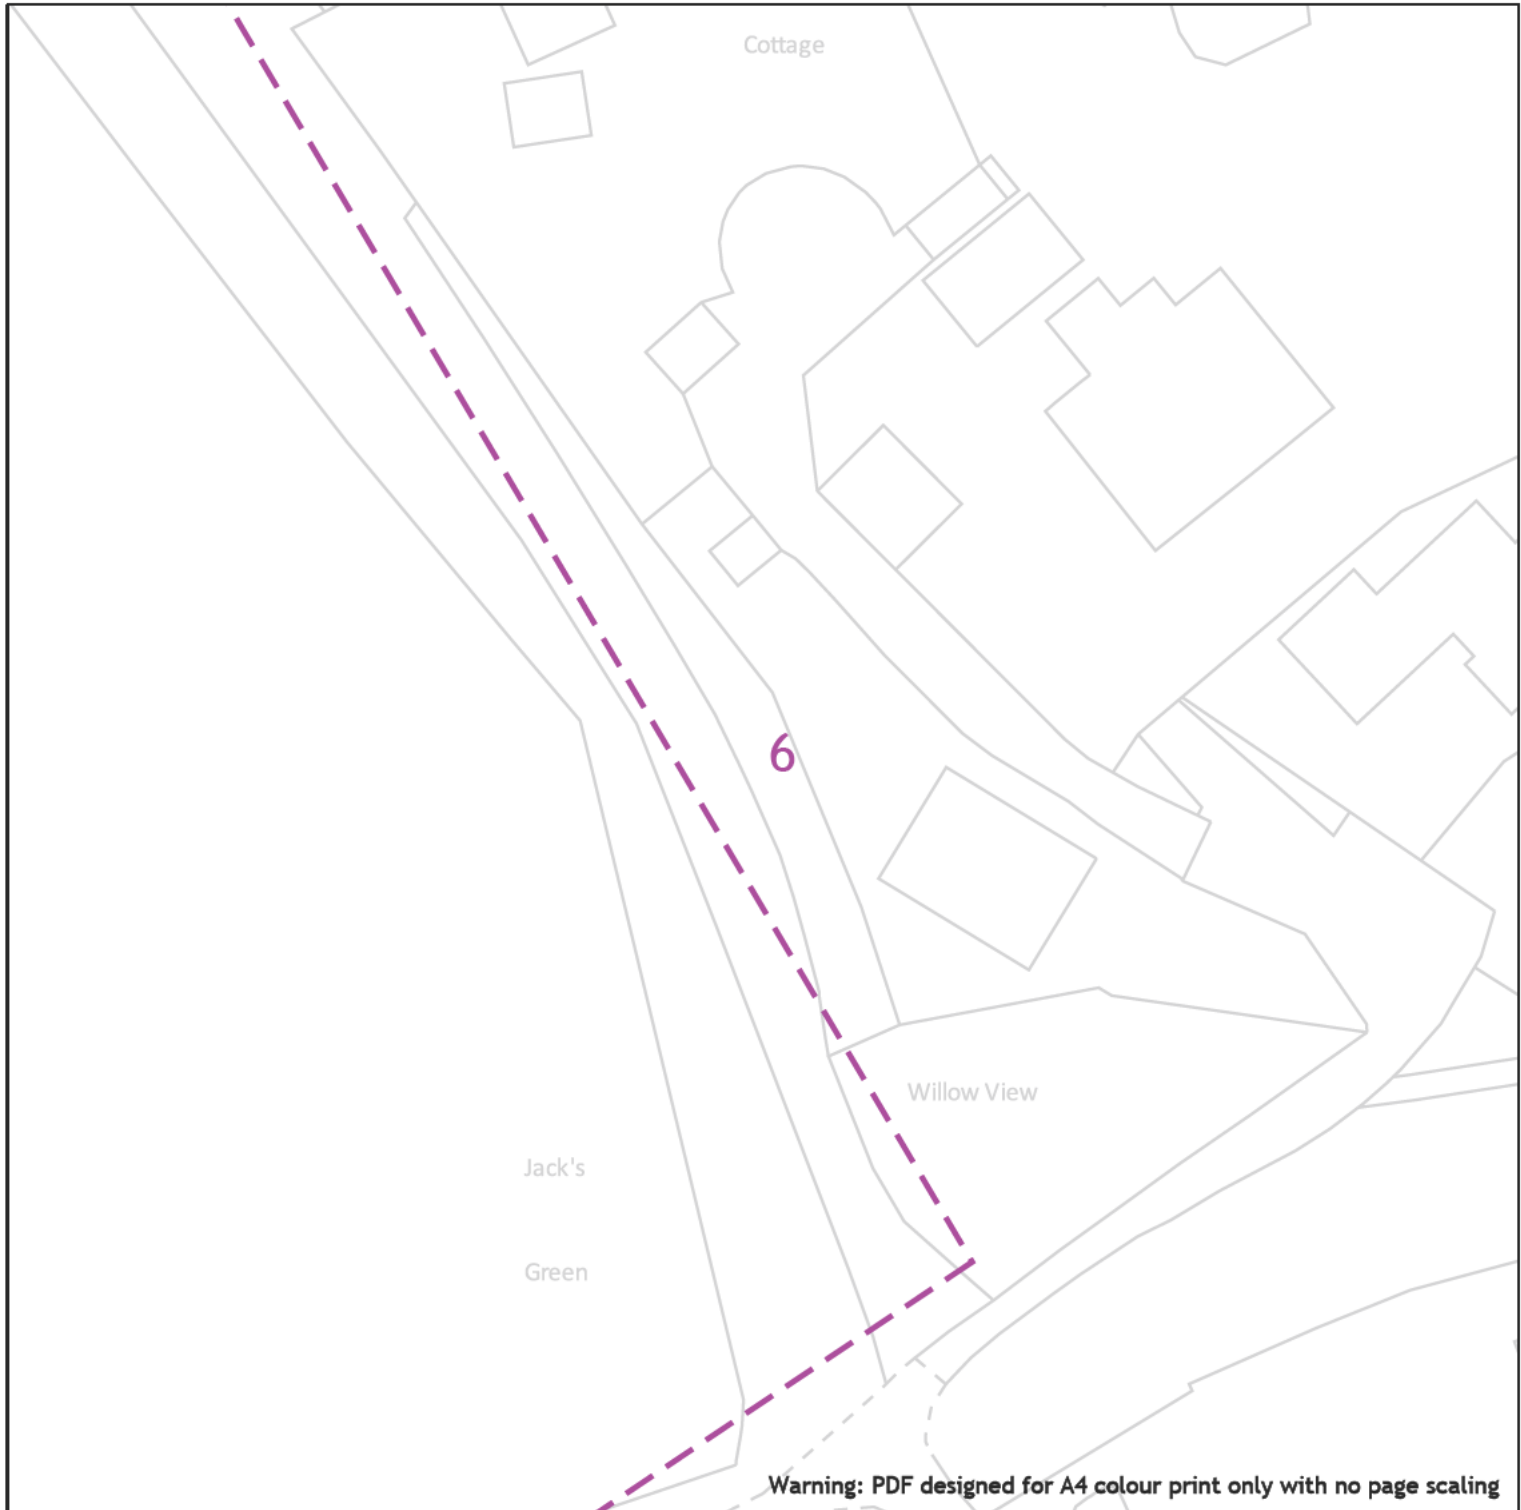 Cottage
6
Willow View
Jack's
Green
Warning: PDF designed for A4 colour print only with no page scaling